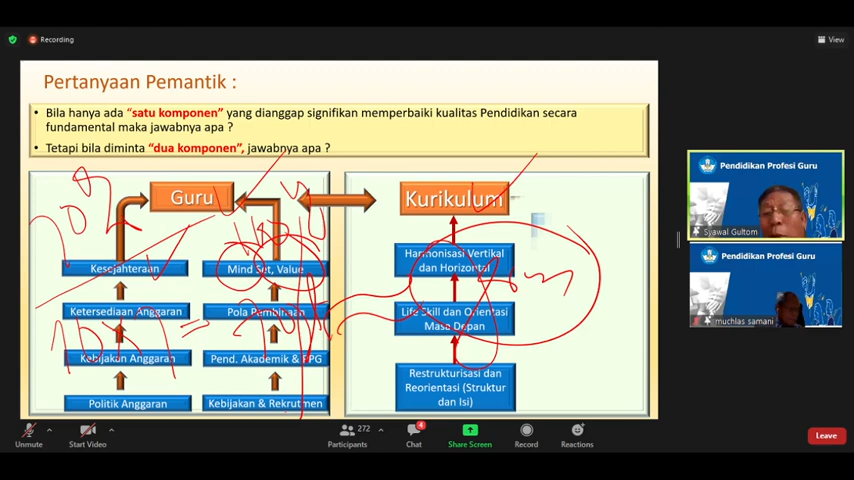 Recording
View
Pertanyaan Pemantik :
• Bila hanya ada “satu komponen” yang dianggap signifikan memperbaiki kualitas Pendidikan secara
fundamental maka jawabnya apa ?
• Tetapi bila diminta “dua komponen”, jawabnya apa ?
Guru
Kesejahteraan
Ketersediaan Anggaran
Kebijakan Anggaran
Politik Anggaran
Mind Set, Value
Pola Pembinaan
Pend. Akademik & PPG
Kebijakan & Rekrutmen
Kurikulum
Harmonisasi Vertikal
dan Horizontal
Life Skill dan Orientasi
Masa Depan
Restrukturisasi dan
Reorientasi (Struktur
dan Isi)
Pendidikan Profesi Guru
Syawal Gultom
Pendidikan Profesi Guru
muchlas samani
Unmute
Start Video
272
Participants
4
Chat
Share Screen
Record
Reactions
Leave